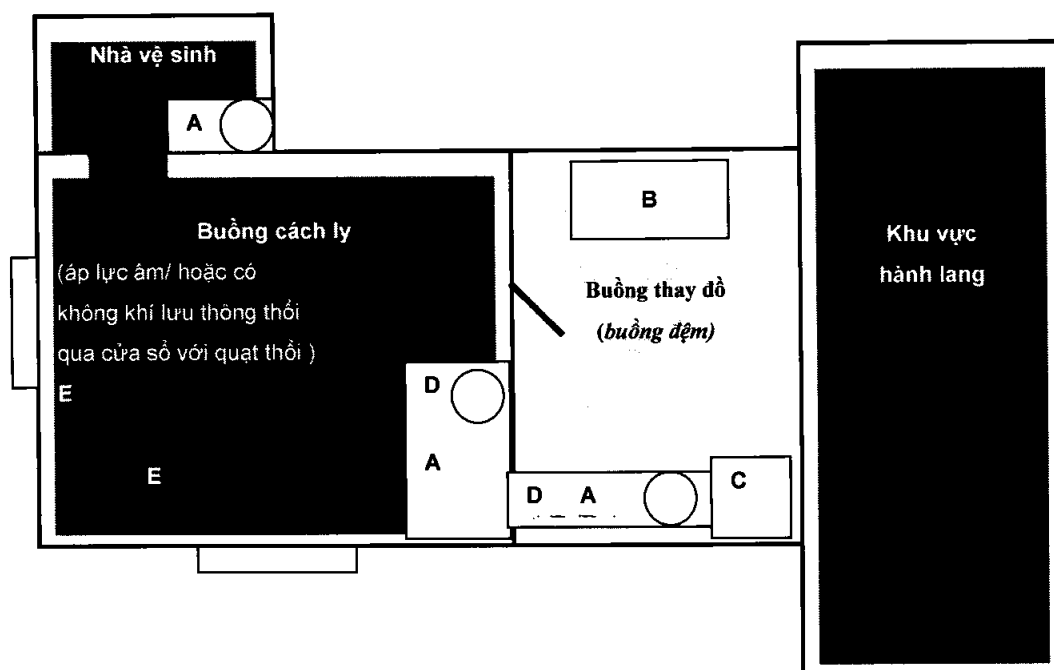 Nhà vệ sinh
A
Buồng cách ly
(áp lực âm/ hoặc có
không khí lưu thông thổi
qua cửa sổ với quạt thổi )
E
E
D
A
B
Buồng thay đồ
(buồng đệm)
D A
C
Khu vực
hành lang